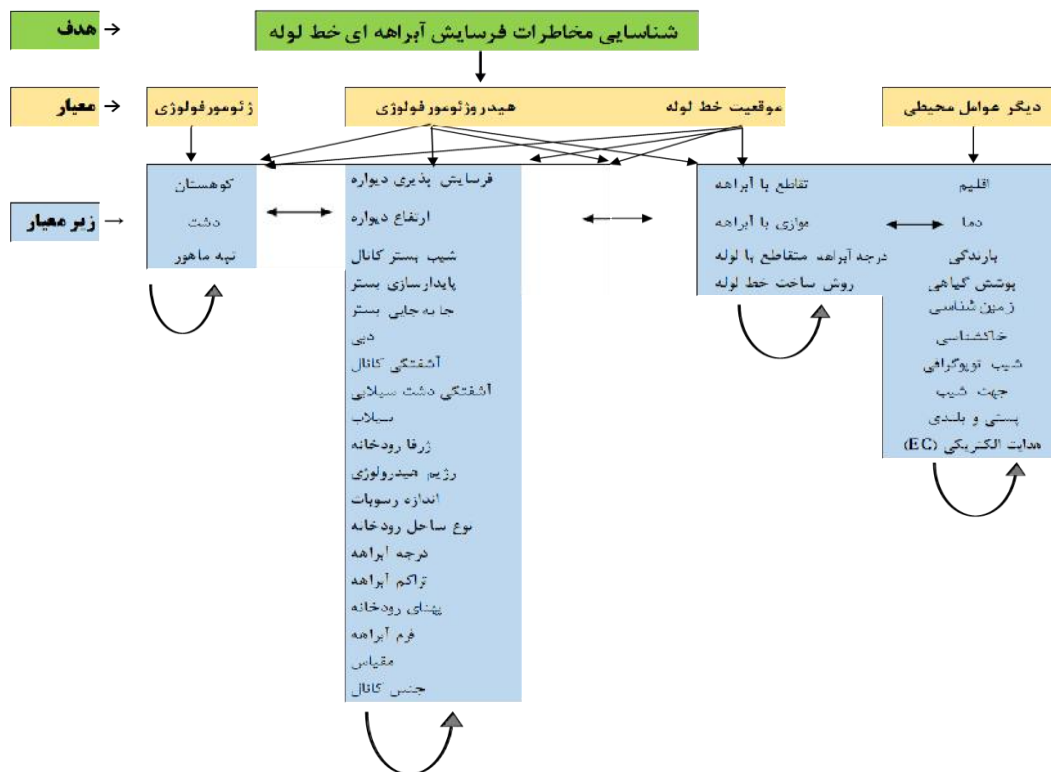 هدف
شناسایی مخاطرات فرسایش آبراهه ای خط لوله
معیار
ژئومورفولوژی
هیدروژئومورفولوژی
موقعیت خط لوله
دیگر عوامل محیطی
زیر معیار
کوهستان
دشت
تپه ماهور
فرسایش پذیری دیواره
ارتفاع دیواره
شیب بستر کانال
پایدارسازی بستر
جا به جایی بستر
دبی
آشفتگی کانال
آشفتگی دشت سیلابی
سیلاب
ژرفا رودخانه
رژیم هیدرولوژی
اندازه رسوبات
نوع ساحل رودخانه
درجه آبراهه
تراکم آبراهه
پهنای رودخانه
فرم آبراهه
مقیاس
جنس کانال
تقاطع با آبراهه
موازی با آبراهه
درجه آبراهه متقاطع با لوله
روش ساخت خط لوله
اقلیم
دما
بارندگی
پوشش گیاهی
زمین شناسی
خاکشناسی
شیب توپوگرافی
جهت شیب
پستی و بلندی
هدایت الکتریکی (EC)